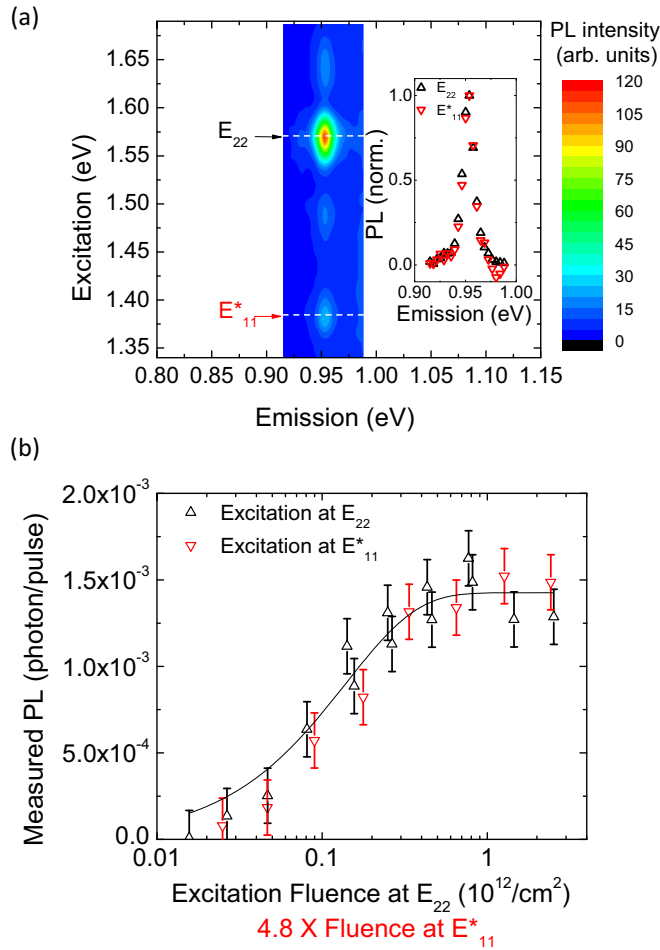 (a)
PL intensity
(arb. units)
1.65
1.60
1.55
1.50
1.45
1.40
1.35
Excitation (eV)
E22
E*11
0.80 0.85 0.90 0.95 1.00 1.05 1.10 1.15
Emission (eV)
E22
E*11
1.0
0.5
0.0
PL (norm.)
0.90 0.95 1.00
Emission (eV)
120
105
90
75
60
45
30
15
0
(b)
2.0x10-3
1.5x10-3
1.0x10-3
5.0x10-4
0.0
Measured PL (photon/pulse)
Excitation at E22
Excitation at E*11
0.01 0.1 1
Excitation Fluence at E22 (10^12/cm^2)
4.8 X Fluence at E*11